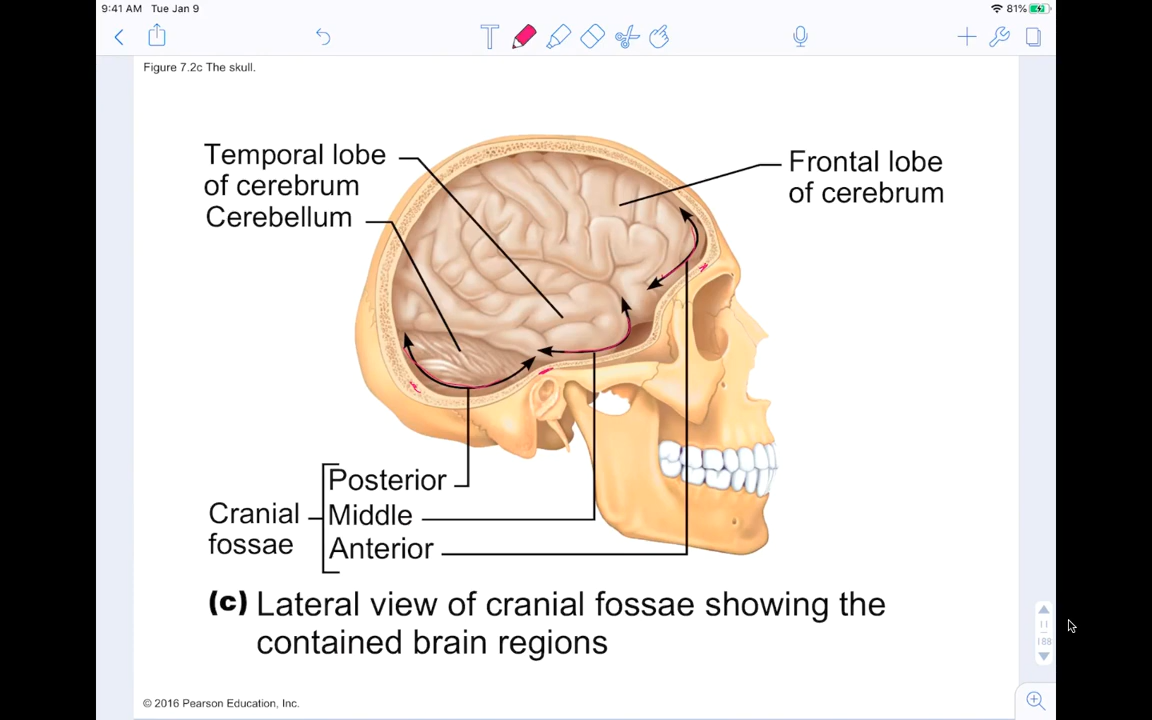 9:41 AM Tue Jan 9
81%
T
Figure 7.2c The skull.
Temporal lobe
of cerebrum
Cerebellum
Frontal lobe
of cerebrum
Posterior
Cranial
fossae
Middle
Anterior
(c) Lateral view of cranial fossae showing the
contained brain regions
11
188
© 2016 Pearson Education, Inc.